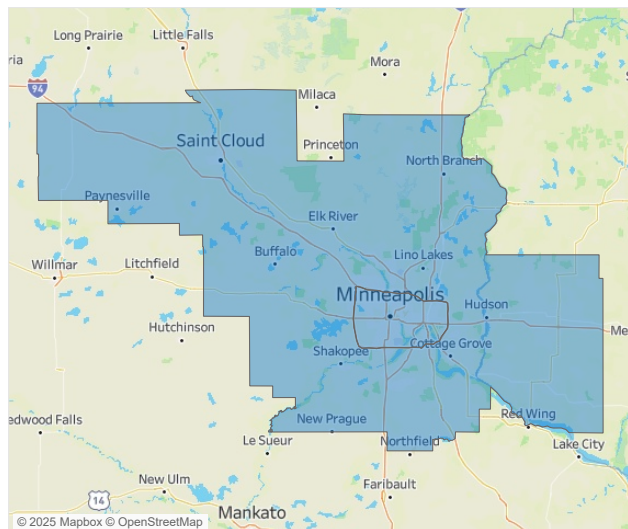 Long Prairie
Little Falls
Mora
94
Milaca
Saint Cloud
Princeton
North Branch
Paynesville
Elk River
Buffalo
Lino Lakes
Willmar
Litchfield
Minneapolis
Hudson
Hutchinson
Me
Shakopee
Cottage Grove
edwood Falls
New Prague
Red Wing
Le Sueur
Northfield
Lake City
New Ulm
14
Mankato
Faribault
© 2025 Mapbox © OpenStreetMap